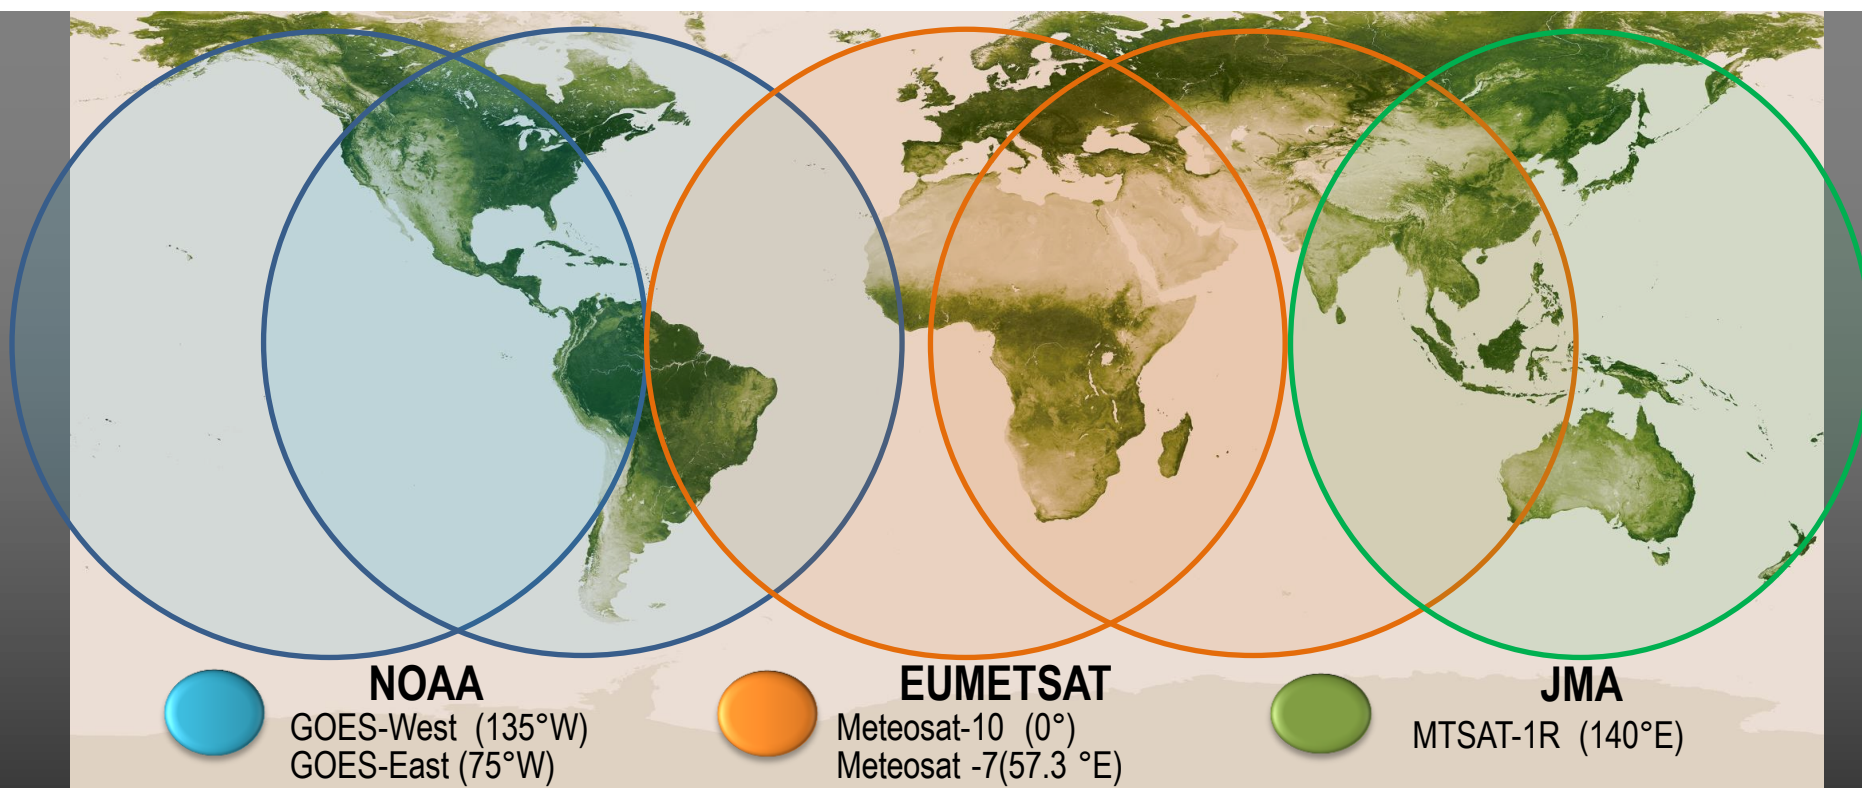 NOAA
GOES-West (135°W)
GOES-East (75°W)
EUMETSAT
Meteosat-10 (0°)
Meteosat -7(57.3 °E)
JMA
MTSAT-1R (140°E)